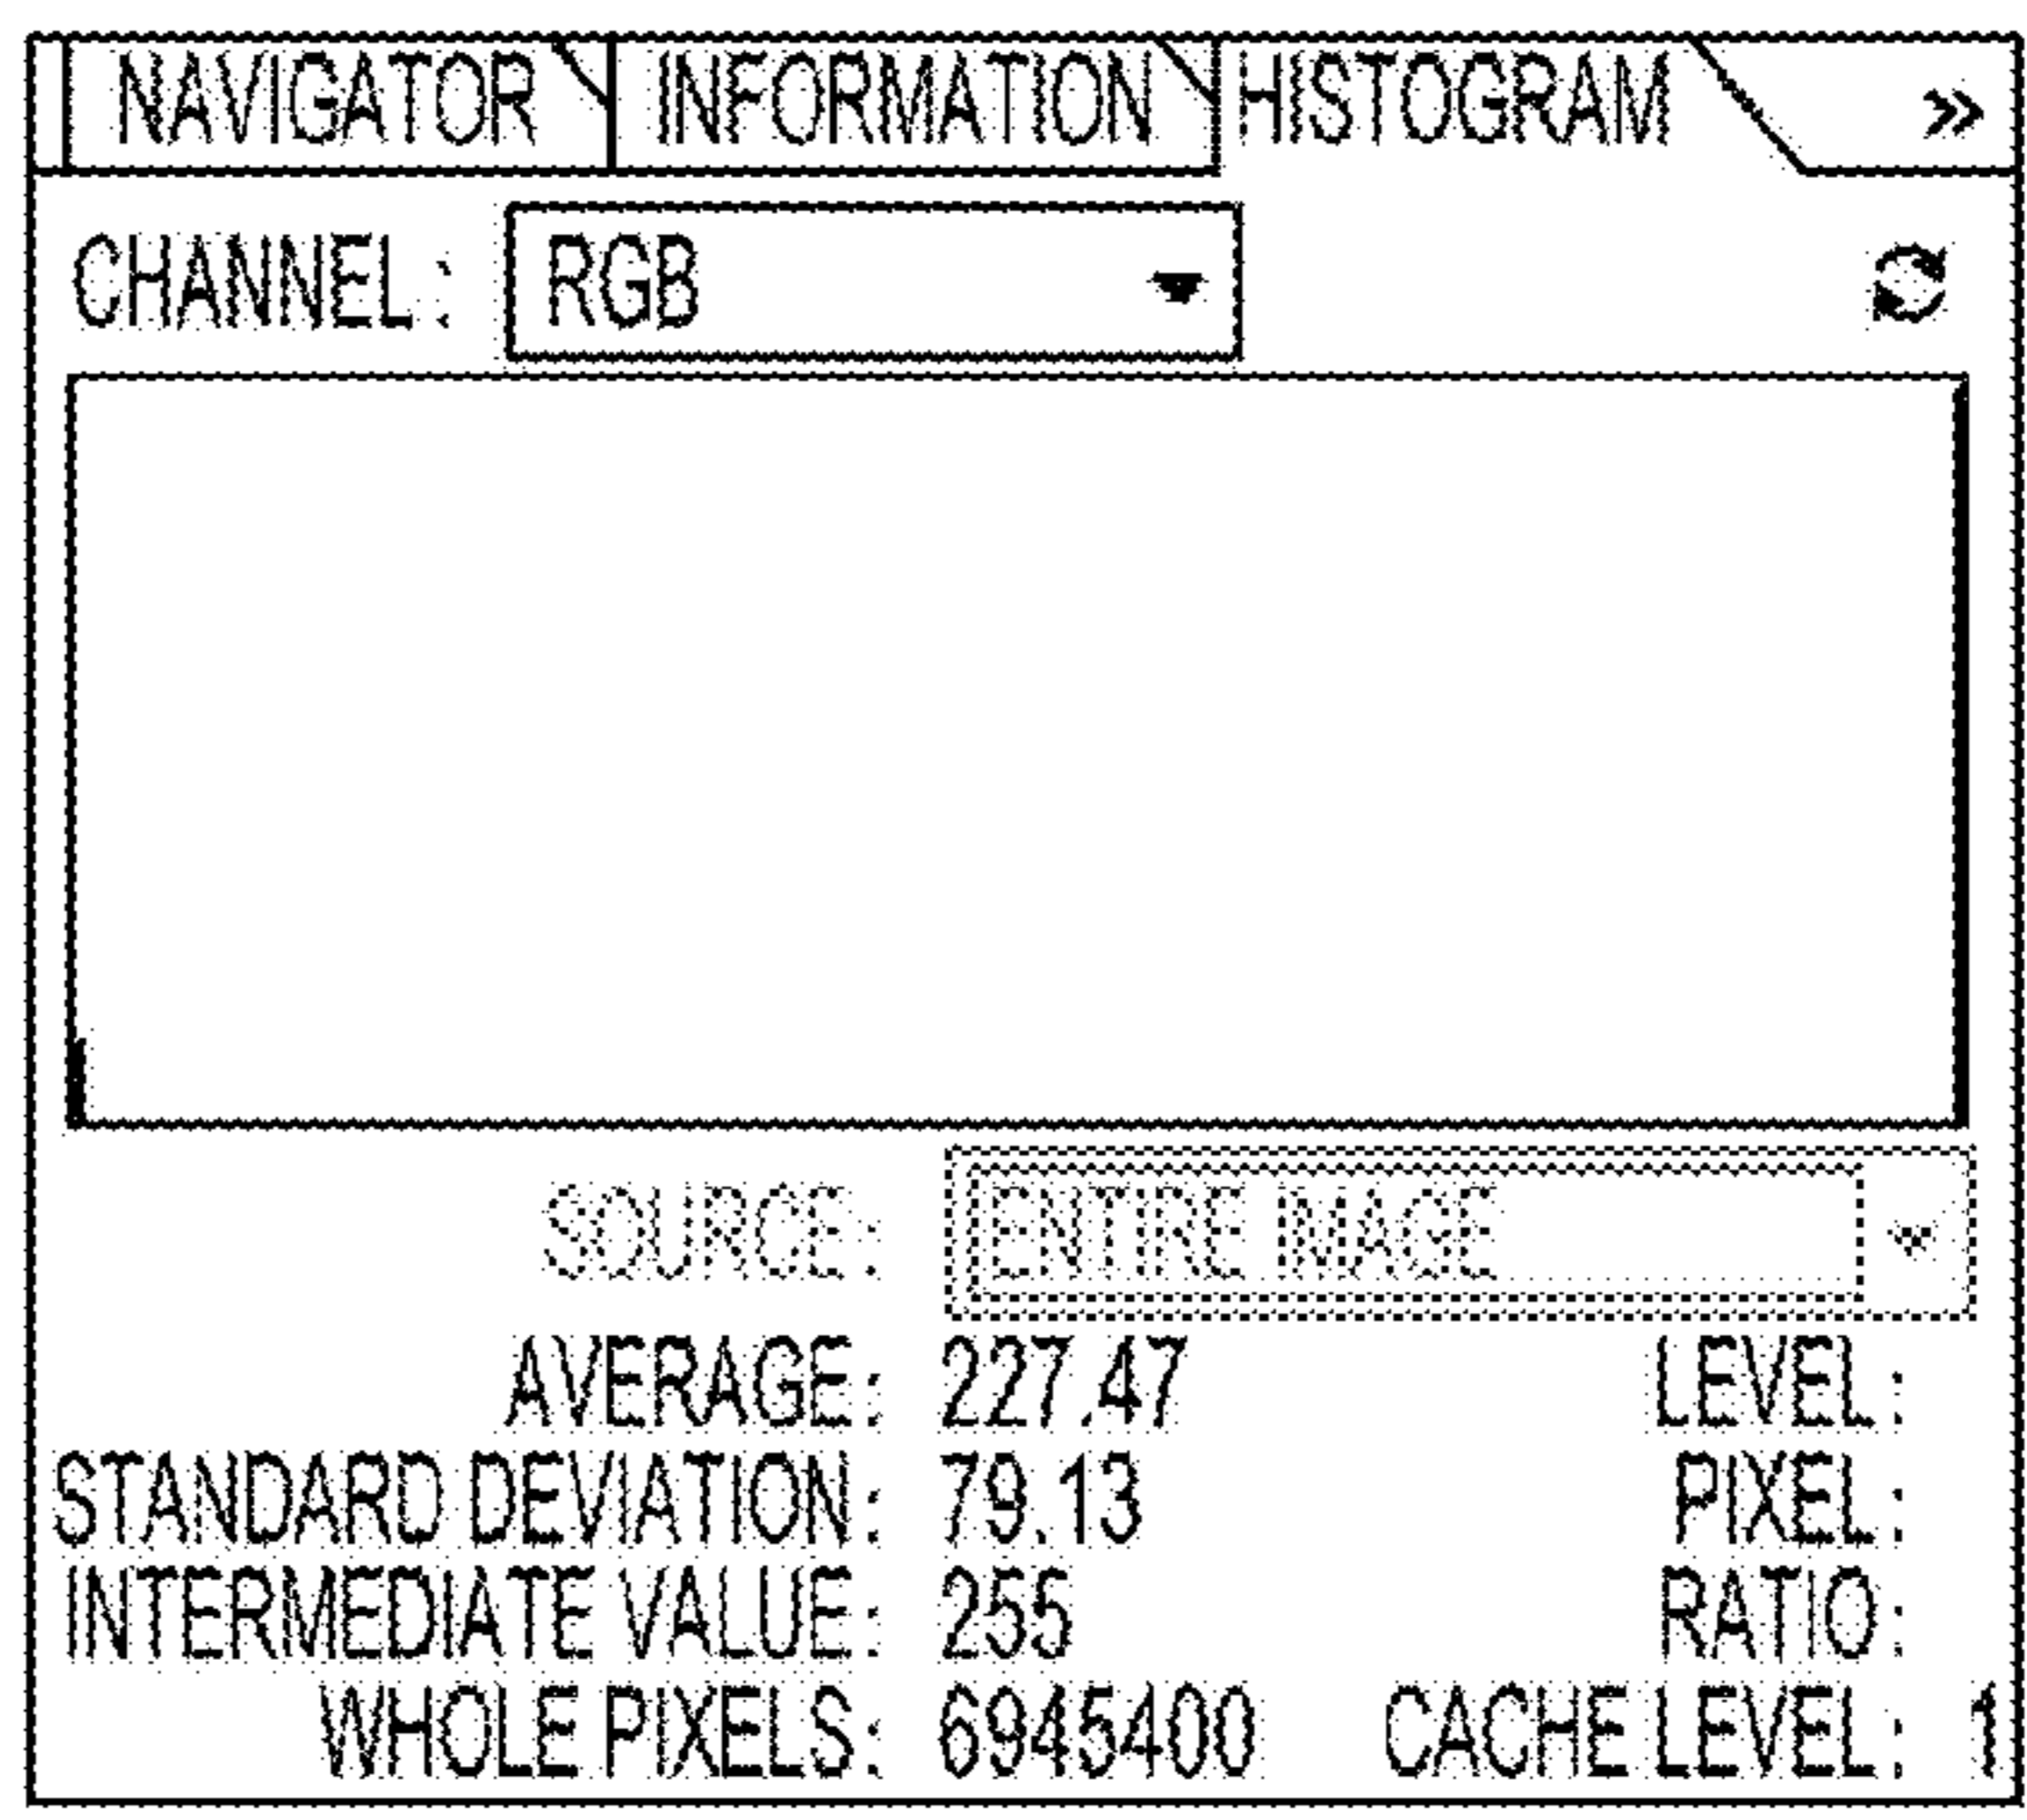 NAVIGATOR INFORMATION HISTOGRAM »
CHANNEL: RGB
SOURCE: ENTIRE IMAGE
AVERAGE: 227.47 LEVEL:
STANDARD DEVIATION: 79.13 PIXEL:
INTERMEDIATE VALUE: 255 RATIO:
WHOLE PIXELS: 6945400 CACHE LEVEL: 1